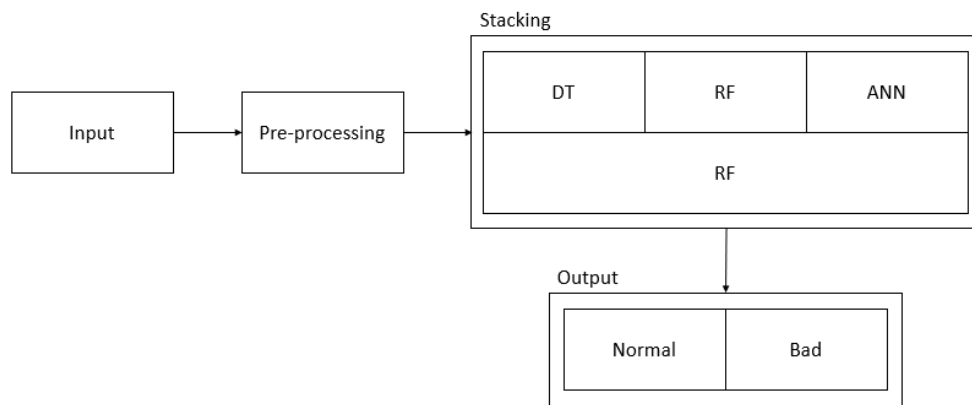 Stacking
DT
RF
ANN
Input
Pre-processing
RF
Output
Normal
Bad